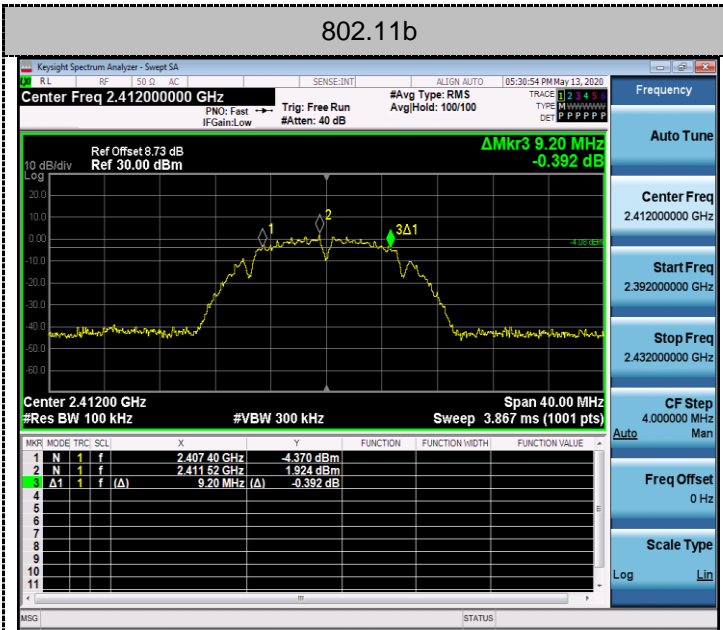 802.11b
Keysight Spectrum Analyzer - Swept SA
RL RF 50 Ω AC SENSE:INT ALIGN AUTO 05:30:54 PM May 13, 2020
Center Freq 2.412000000 GHz
PNO: Fast
IFGain:Low
Trig: Free Run
#Atten: 40 dB
#Avg Type: RMS
Avg|Hold: 100/100
TRACE 1 2 3 4 5 6
TYPE M WWWWW
DET P P P P P P
Ref Offset 8.73 dB
10 dB/div Ref 30.00 dBm
Log
ΔMkr3 9.20 MHz
-0.392 dB
20.0
10.0
0.00
-10.0
-20.0
-30.0
-40.0
-50.0
-60.0
1
2
3Δ1
-4.08 dBm
Center 2.41200 GHz Span 40.00 MHz
#Res BW 100 kHz #VBW 300 kHz Sweep 3.867 ms (1001 pts)
MKR MODE TRC SCL X Y FUNCTION FUNCTION WIDTH FUNCTION VALUE
1 N 1 f 2.407 40 GHz -4.370 dBm
2 N 1 f 2.411 52 GHz 1.924 dBm
3 Δ1 1 f (Δ) 9.20 MHz (Δ) -0.392 dB
4
5
6
7
8
9
10
11
MSG STATUS
Frequency
Auto Tune
Center Freq
2.412000000 GHz
Start Freq
2.392000000 GHz
Stop Freq
2.432000000 GHz
CF Step
4.000000 MHz
Auto Man
Freq Offset
0 Hz
Scale Type
Log Lin